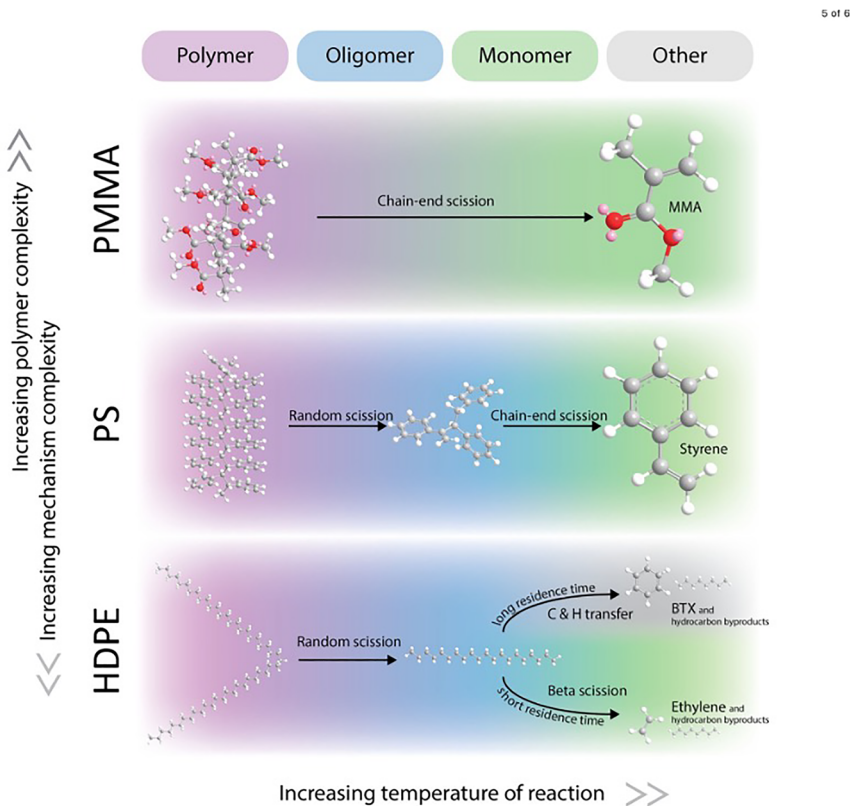 5 of 6
Polymer
Oligomer
Monomer
Other
Increasing polymer complexity
Increasing mechanism complexity
PMMA
Chain-end scission
MMA
PS
Random scission
Chain-end scission
Styrene
HDPE
Random scission
long residence time
C & H transfer
BTX and
hydrocarbon byproducts
Beta scission
short residence time
Ethylene and
hydrocarbon byproducts
Increasing temperature of reaction